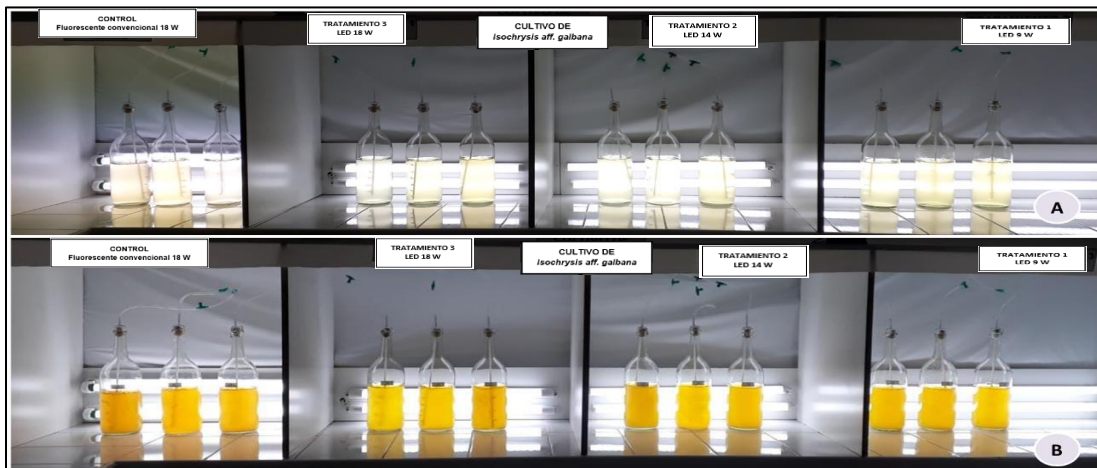 CONTROL
Fluorescente convencional 18 W
TRATAMIENTO 3
LED 18 W
CULTIVO DE
isochrysis aff. galbana
TRATAMIENTO 2
LED 14 W
TRATAMIENTO 1
LED 9 W
A
CONTROL
Fluorescente convencional 18 W
TRATAMIENTO 3
LED 18 W
CULTIVO DE
isochrysis aff. galbana
TRATAMIENTO 2
LED 14 W
TRATAMIENTO 1
LED 9 W
B